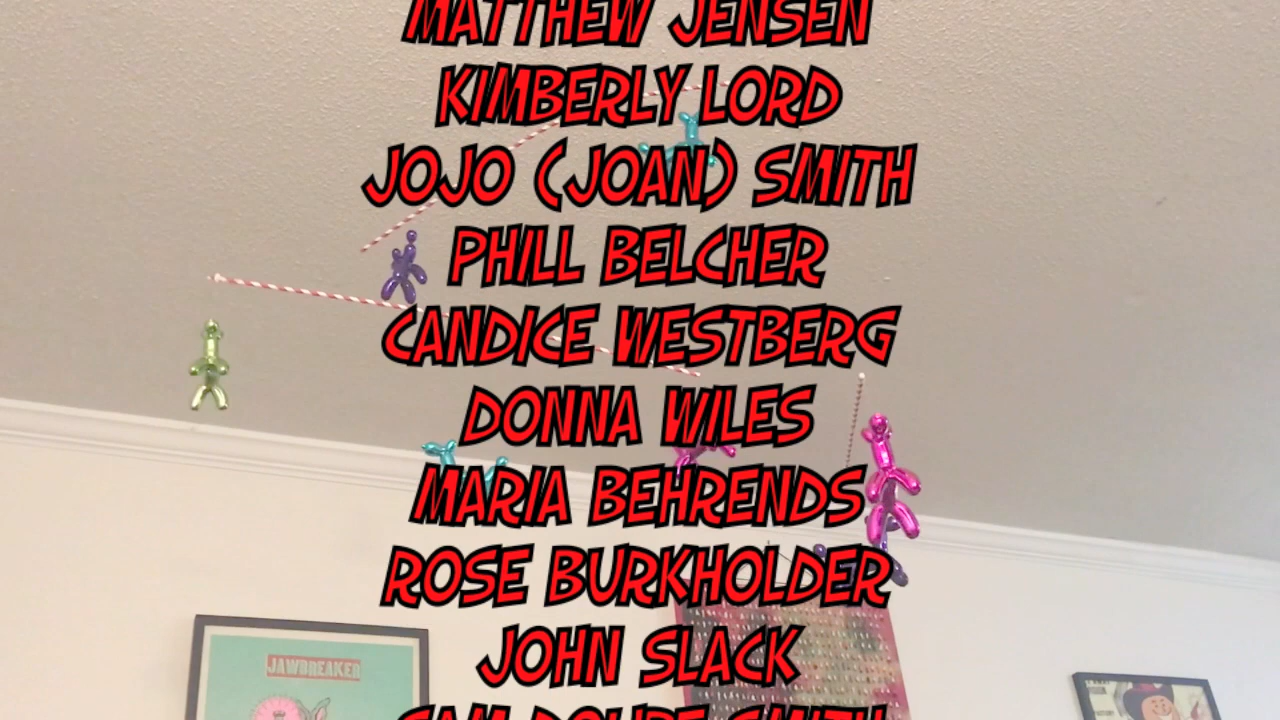 MATTHEW JENSEN
KIMBERLY LORD
JOJO (JOAN) SMITH
PHILL BELCHER
CANDICE WESTBERG
DONNA WILES
MARIA BEHRENDS
ROSE BURKHOLDER
JOHN SLACK
JAWBREAKER
SMITH